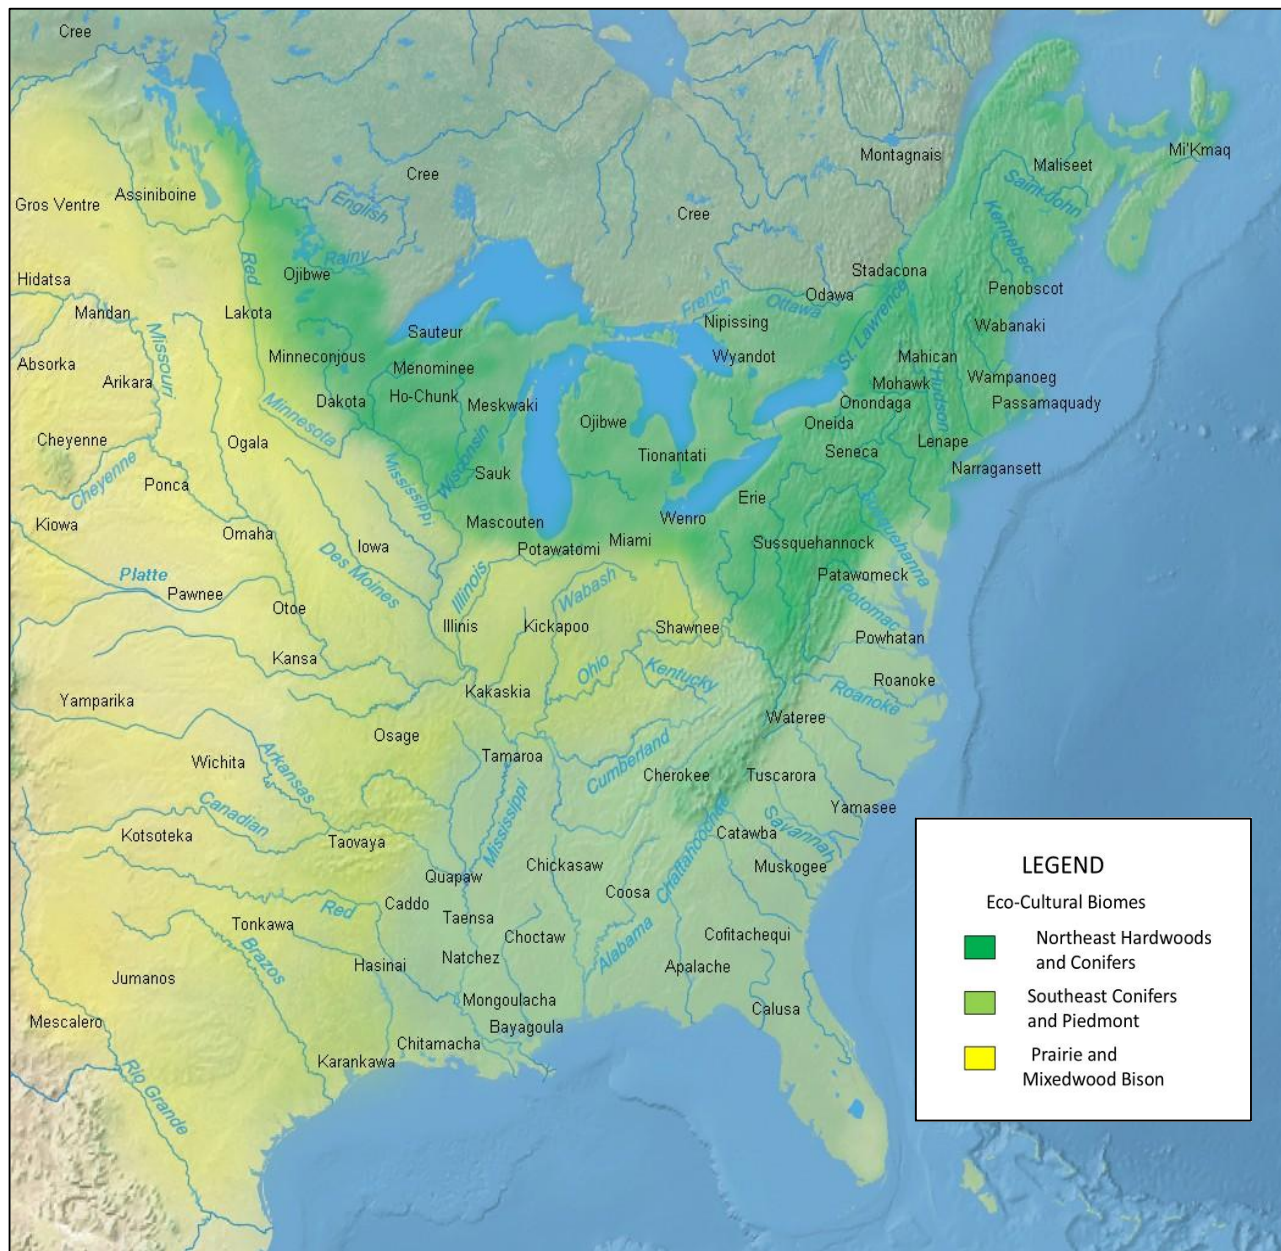 Cree
Montagnais
Mi'Kmaq
Maliseet
Cree
Assiniboine
Gros Ventre
English
Saint-John
Cree
Kennebec
Rainy
Red
Ojibwe
Stadacona
Hidatsa
Penobscot
French
Ottawa
Odawa
Mandan
Lakota
Nipissing
St. Lawrence
Wabanaki
Sauteur
Missouri
Minneconjous
Wyandot
Mahican
Absorka
Menominee
Arikara
Mohawk
Hudson
Wampanoeg
Ho-Chunk
Dakota
Meskwaki
Onondaga
Passamaquady
Minnesota
Ojibwe
Oneida
Cheyenne
Ogala
Lenape
Tionantati
Seneca
Wisconsin
Cheyenne
Mississippi
Sauk
Narragansett
Ponca
Erie
Kiowa
Mascouten
Wenro
Susquehanna
Omaha
Iowa
Potawatomi
Miami
Sussquehannock
Platte
Des Moines
Illinois
Wabash
Patawomeck
Pawnee
Otoe
Potomac
Illinis
Kickapoo
Shawnee
Powhatan
Kansa
Ohio
Kentucky
Roanoke
Kakaskia
Roanoke
Yamparika
Wateree
Osage
Tamaroa
Cumberland
Wichita
Arkansas
Cherokee
Tuscarora
Yamasee
Canadian
Mississippi
Kotsoteka
Taovaya
Chattahoochee
Catawba
Savannah
Chickasaw
Muskogee
Quapaw
Coosa
Red
Caddo
Taensa
Tonkawa
Choctaw
Cofitachequi
Brazos
Alabama
Natchez
Hasinai
Apalache
Jumanos
Mongoulacha
Calusa
Mescalero
Bayagoula
Chitamacha
Karankawa
Rio Grande
LEGEND
Eco-Cultural Biomes
Northeast Hardwoods
and Conifers
Southeast Conifers
and Piedmont
Prairie and
Mixedwood Bison